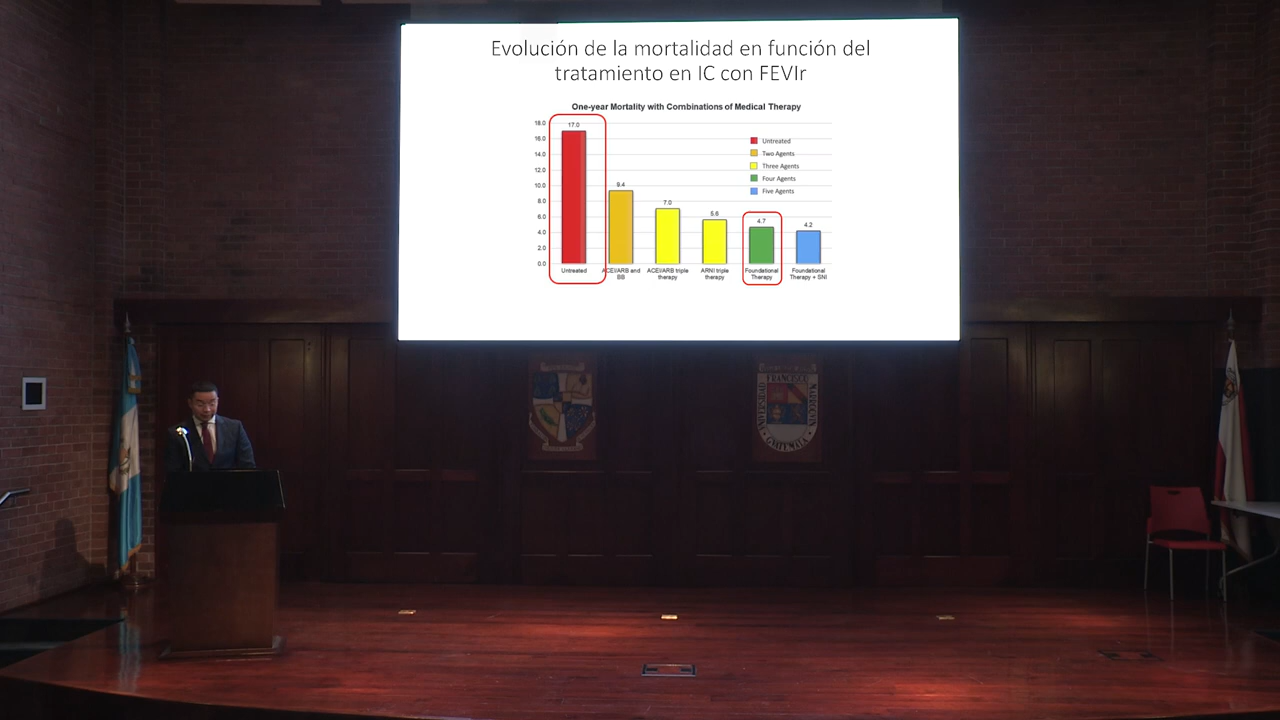 Evolución de la mortalidad en función del
tratamiento en IC con FEVIr
One-year Mortality with Combinations of Medical Therapy
18.0
16.0
14.0
12.0
10.0
8.0
6.0
4.0
2.0
0.0
17.0
9.4
7.0
5.6
4.7
4.2
Untreated
Two Agents
Three Agents
Four Agents
Five Agents
Untreated
ACEI/ARB and
BB
ACEI/ARB triple
therapy
ARNI triple
therapy
Foundational
Therapy
Foundational
Therapy + SNI
UNIVERSIDAD
FRANCISCO
MARROQUIN
GUATEMALA